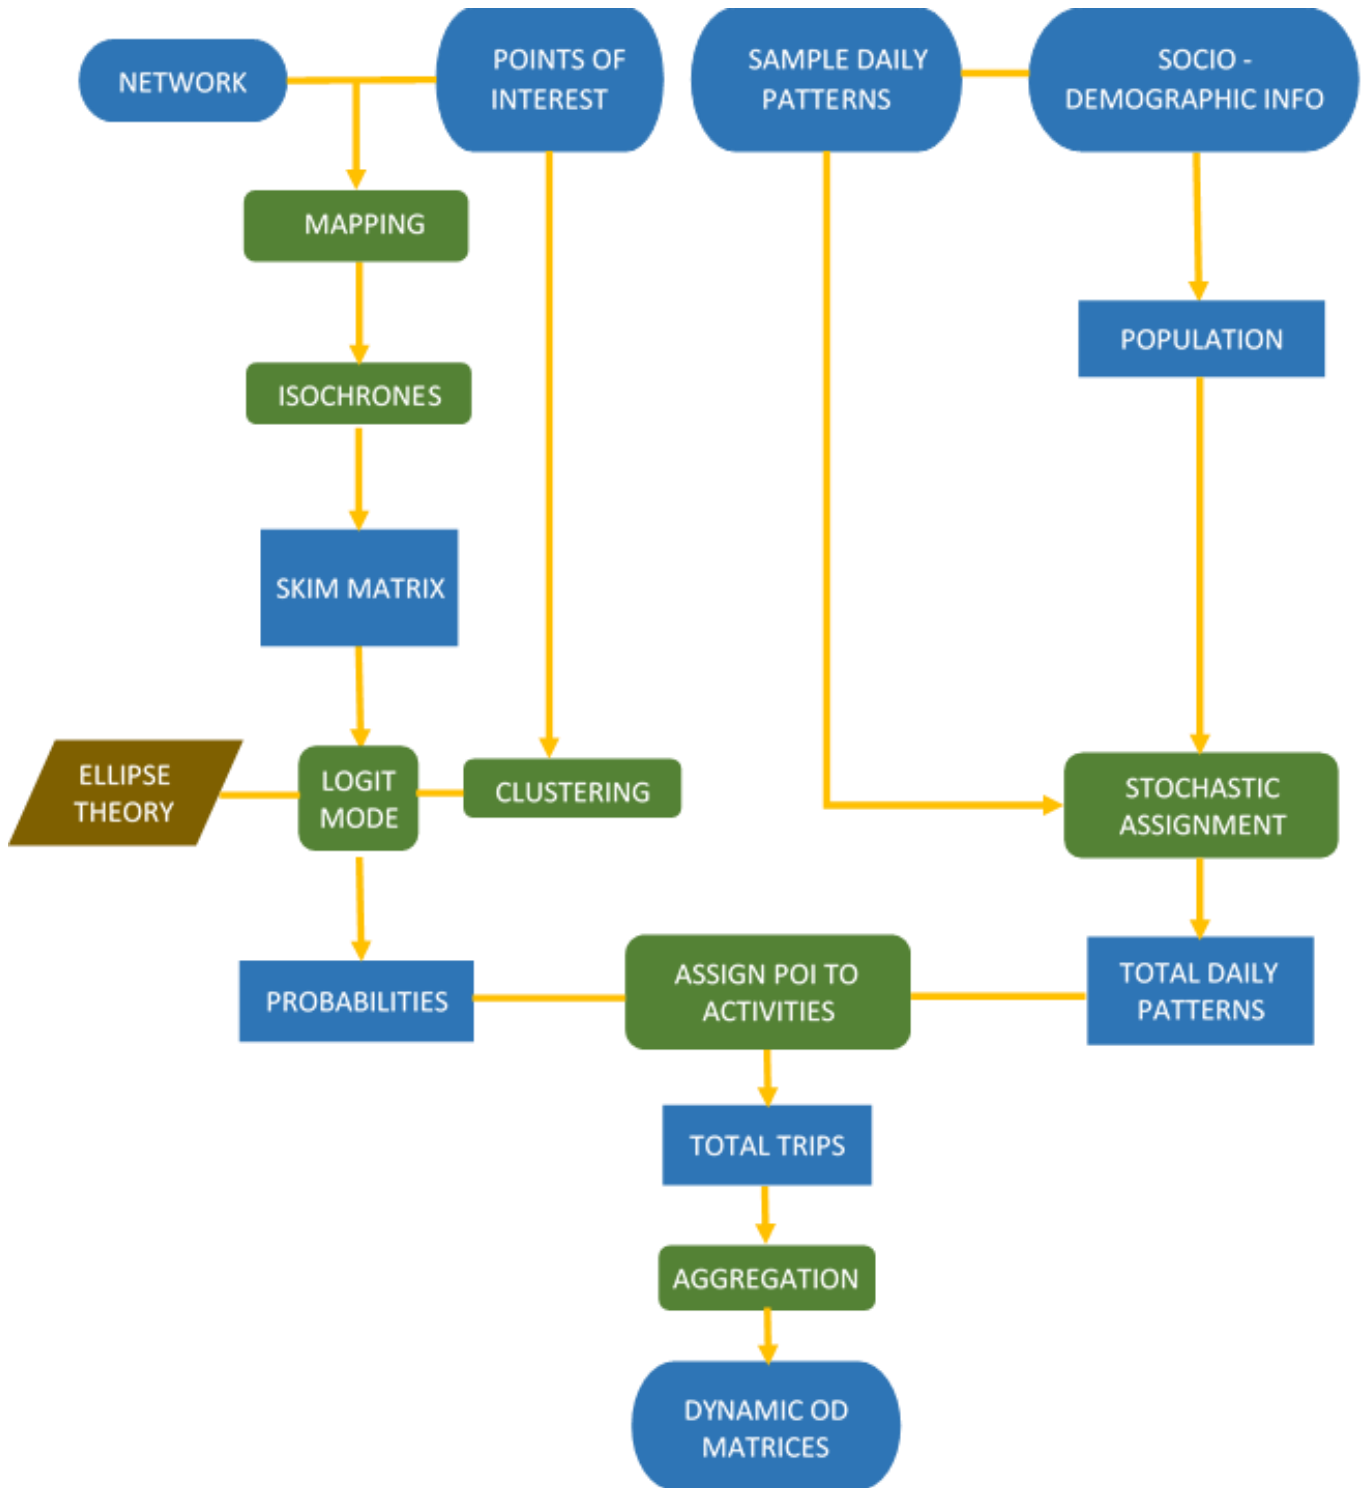 NETWORK
POINTS OF
INTEREST
SAMPLE DAILY
PATTERNS
SOCIO -
DEMOGRAPHIC INFO
MAPPING
POPULATION
ISOCHRONES
SKIM MATRIX
ELLIPSE
THEORY
LOGIT
MODE
CLUSTERING
STOCHASTIC
ASSIGNMENT
PROBABILITIES
ASSIGN POI TO
ACTIVITIES
TOTAL DAILY
PATTERNS
TOTAL TRIPS
AGGREGATION
DYNAMIC OD
MATRICES